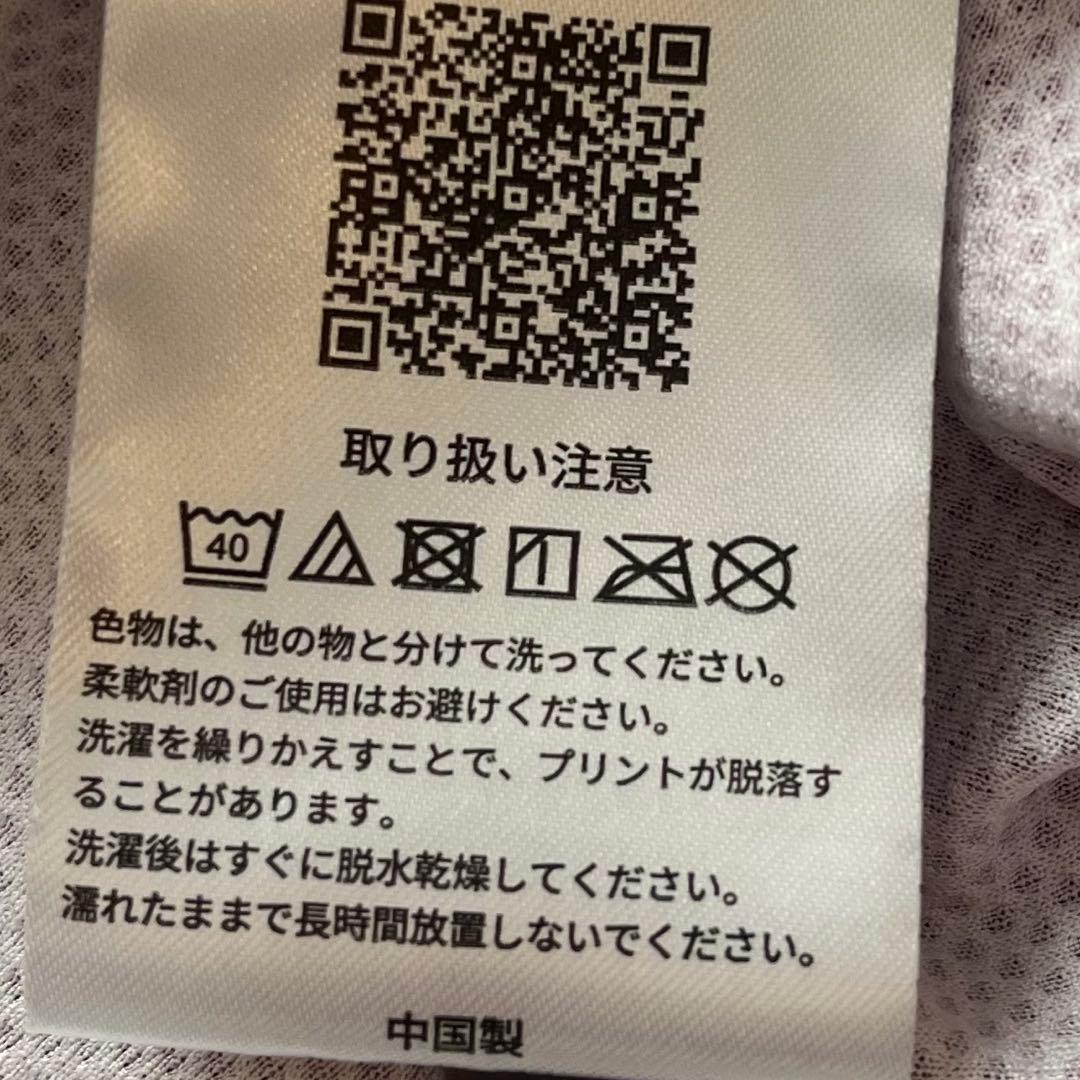 取り扱い注意
40
色物は、他の物と分けて洗ってください。
柔軟剤のご使用はお避けください。
洗濯を繰りかえすことで、プリントが脱落す
ることがあります。
洗濯後はすぐに脱水乾燥してください。
濡れたままで長時間放置しないでください。
中国製